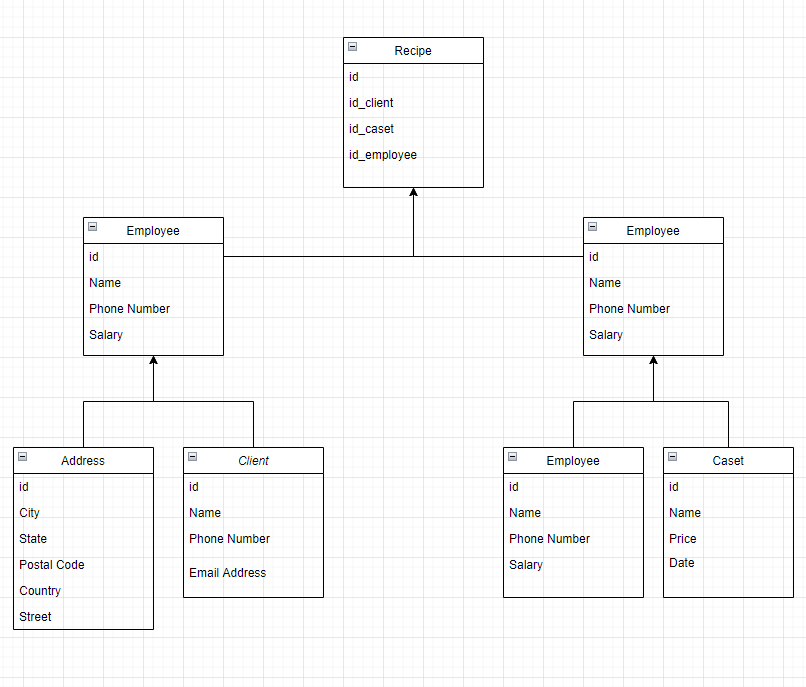 Recipe
id
id_client
id_caset
id_employee
Employee
id
Name
Phone Number
Salary
Employee
id
Name
Phone Number
Salary
Address
id
City
State
Postal Code
Country
Street
Client
id
Name
Phone Number
Email Address
Employee
id
Name
Phone Number
Salary
Caset
id
Name
Price
Date